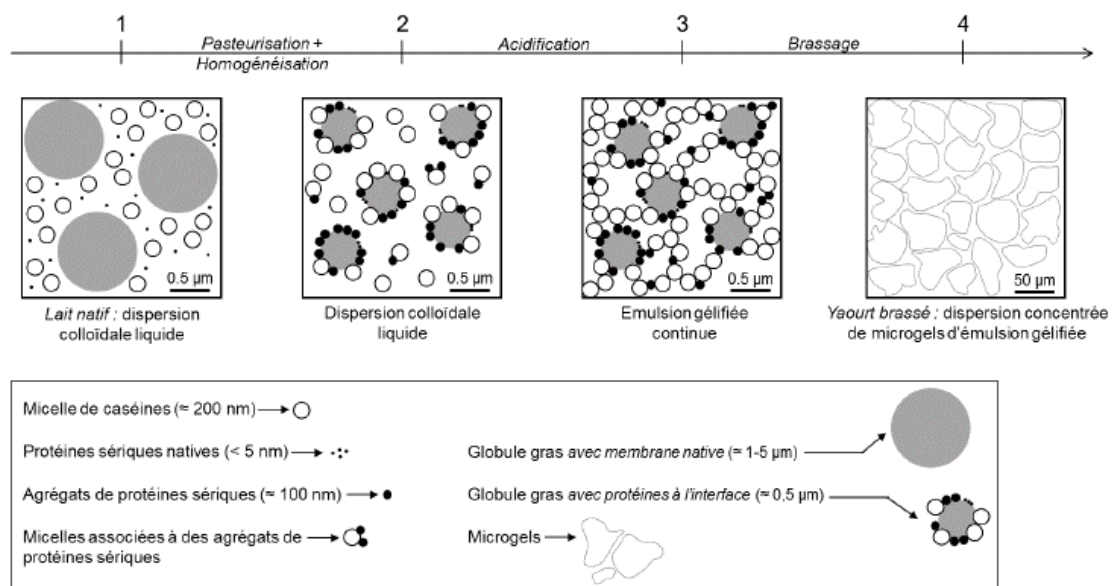 1 2 3 4
Pasteurisation +
Homogénéisation
Acidification
Brassage
0.5 µm
0.5 µm
0.5 µm
50 µm
Lait natif : dispersion
colloïdale liquide
Dispersion colloïdale
liquide
Emulsion gélifiée
continue
Yaourt brassé : dispersion concentrée
de microgels d'émulsion gélifiée
Micelle de caséines (≈ 200 nm)
Protéines sériques natives (< 5 nm)
Agrégats de protéines sériques (≈ 100 nm)
Micelles associées à des agrégats de
protéines sériques
Globule gras avec membrane native (≈ 1-5 µm)
Globule gras avec protéines à l'interface (≈ 0,5 µm)
Microgels